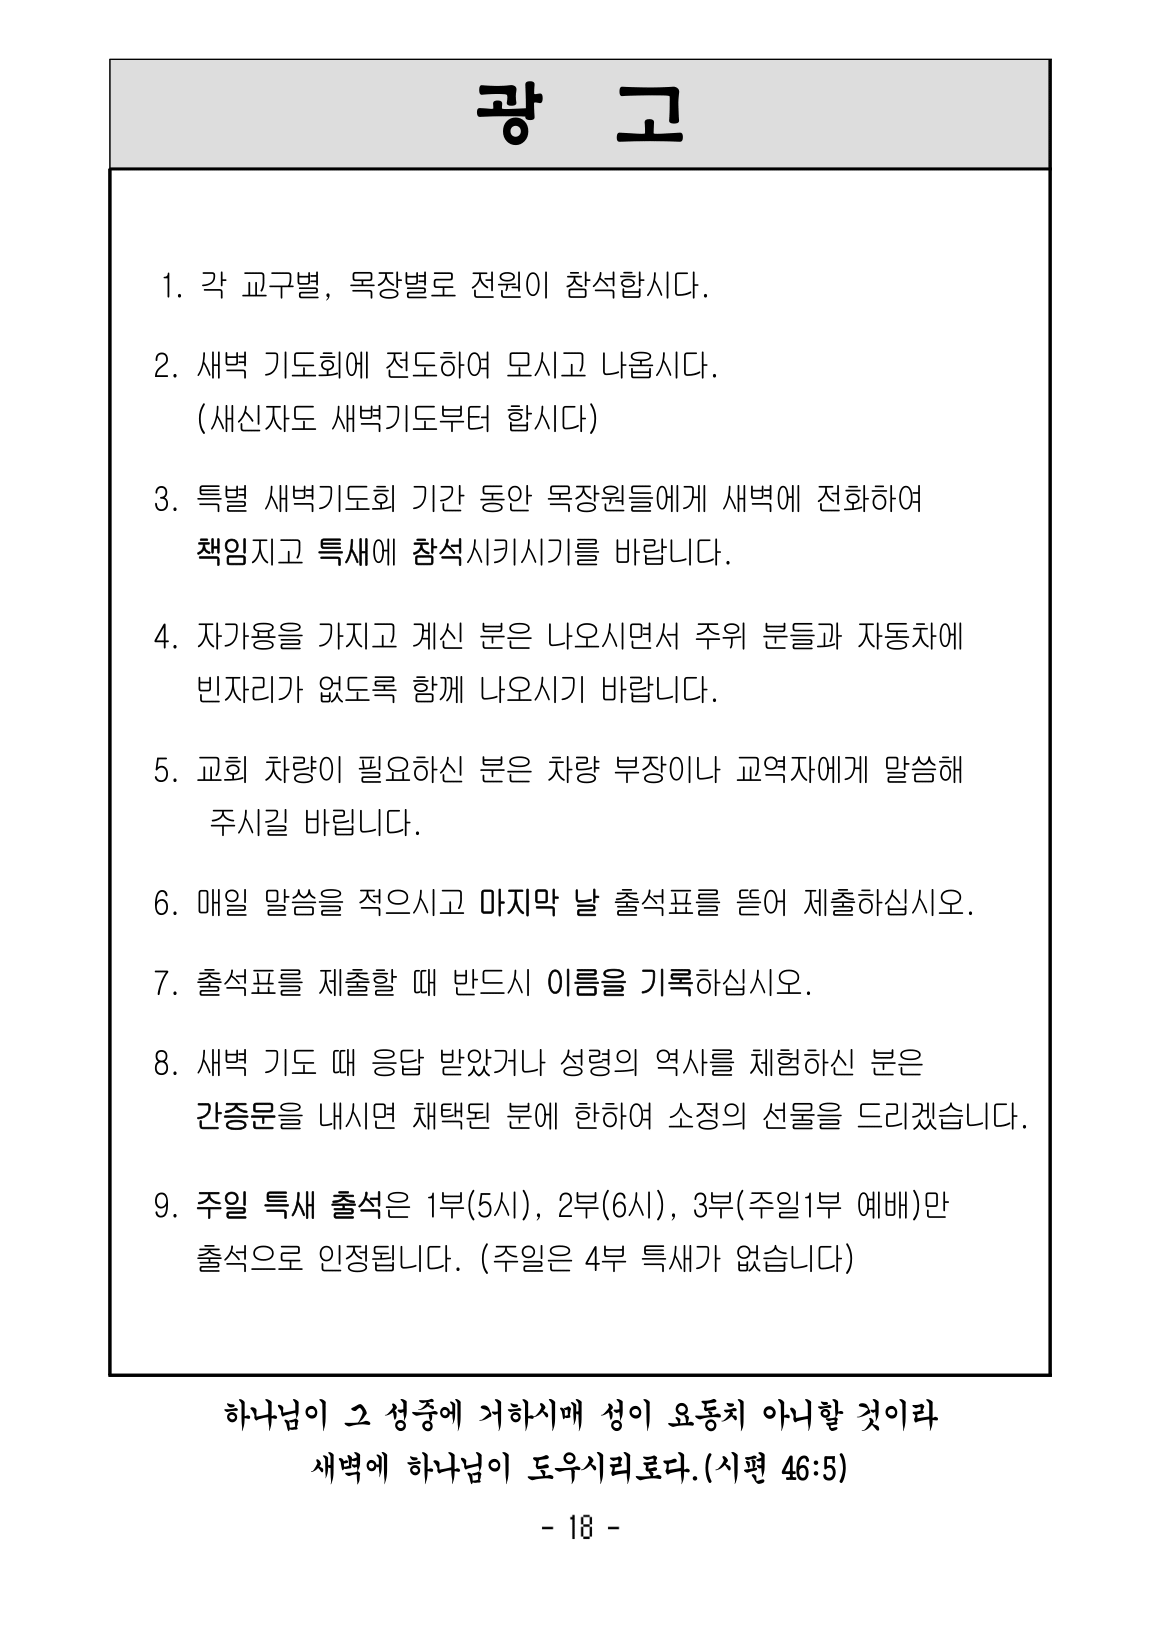 광 고
1. 각 교구별, 목장별로 전원이 참석합시다.
2. 새벽 기도회에 전도하여 모시고 나옵시다.
(새신자도 새벽기도부터 합시다)
3. 특별 새벽기도회 기간 동안 목장원들에게 새벽에 전화하여
책임지고 특새에 참석시키시기를 바랍니다.
4. 자가용을 가지고 계신 분은 나오시면서 주위 분들과 자동차에
빈자리가 없도록 함께 나오시기 바랍니다.
5. 교회 차량이 필요하신 분은 차량 부장이나 교역자에게 말씀해
주시길 바립니다.
6. 매일 말씀을 적으시고 마지막 날 출석표를 뜯어 제출하십시오.
7. 출석표를 제출할 때 반드시 이름을 기록하십시오.
8. 새벽 기도 때 응답 받았거나 성령의 역사를 체험하신 분은
간증문을 내시면 채택된 분에 한하여 소정의 선물을 드리겠습니다.
9. 주일 특새 출석은 1부(5시), 2부(6시), 3부(주일1부 예배)만
출석으로 인정됩니다. (주일은 4부 특새가 없습니다)
하나님이 그 성중에 거하시매 성이 요동치 아니할 것이라
새벽에 하나님이 도우시리로다.(시편 46:5)
- 18 -